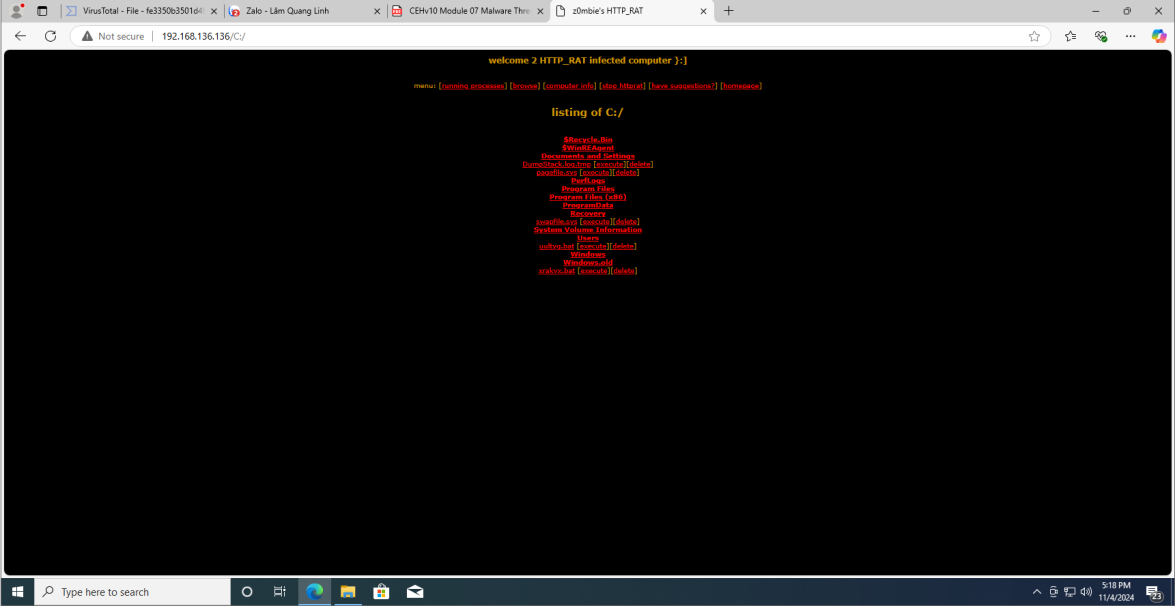 VirusTotal - File - fe3350b3501d4
Zalo - Lâm Quang Linh
CEHv10 Module 07 Malware Thre
z0mbie's HTTP_RAT
Not secure | 192.168.136.136/C:/
welcome 2 HTTP_RAT infected computer }:]
menu: [running processes] [browse] [computer info] [stop httprat] [have suggestions?] [homepage]
listing of C:/
$Recycle.Bin
$WinREAgent
Documents and Settings
DumpStack.log.tmp [execute][delete]
pagefile.sys [execute][delete]
PerfLogs
Program Files
Program Files (x86)
ProgramData
Recovery
swapfile.sys [execute][delete]
System Volume Information
Users
[execute][delete]
Windows
Windows.old
xrakvx.bat [execute][delete]
Type here to search
5:18 PM
11/4/2024
23